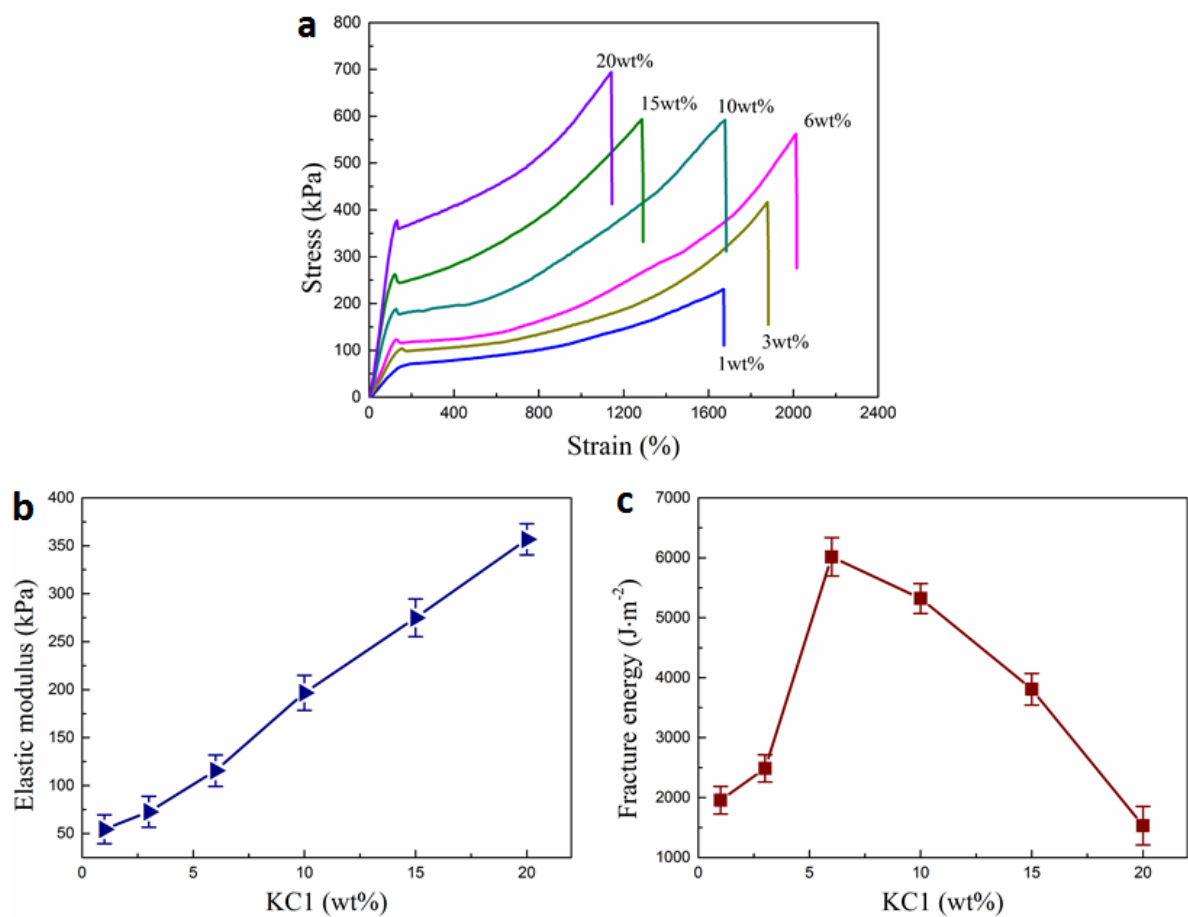 a
800
700
600
500
400
300
200
100
0
Stress (kPa)
20wt%
15wt%
10wt%
6wt%
3wt%
1wt%
0 400 800 1200 1600 2000 2400
Strain (%)
b
400
350
300
250
200
150
100
50
Elastic modulus (kPa)
0 5 10 15 20
KC1 (wt%)
c
7000
6000
5000
4000
3000
2000
1000
Fracture energy (J·m-2)
0 5 10 15 20
KC1 (wt%)